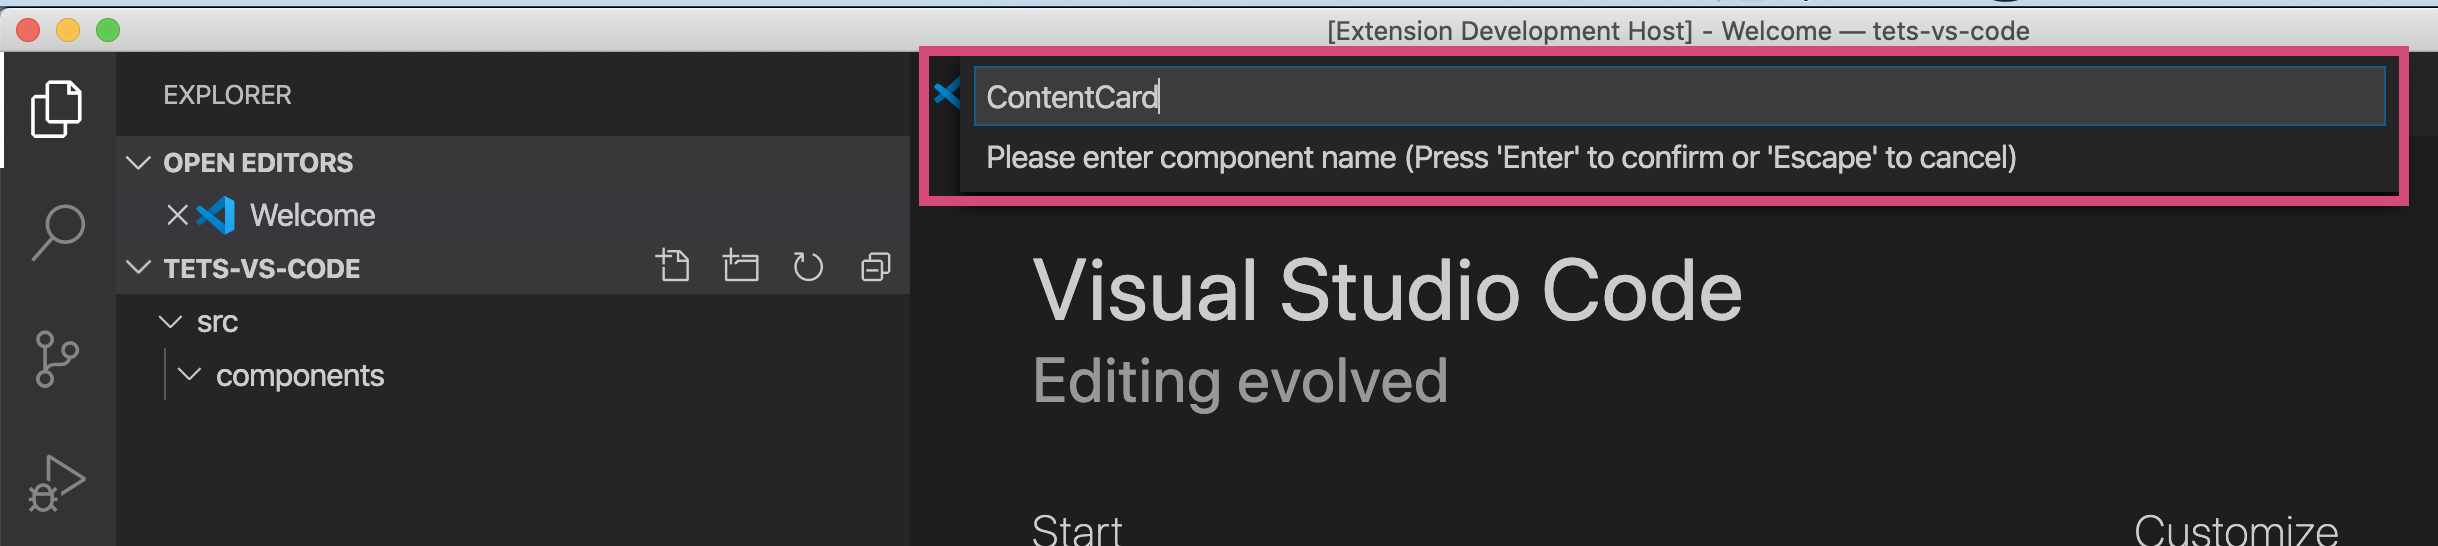 [Extension Development Host] - Welcome — tets-vs-code
EXPLORER
OPEN EDITORS
Welcome
TETS-VS-CODE
src
components
ContentCard
Please enter component name (Press 'Enter' to confirm or 'Escape' to cancel)
Visual Studio Code
Editing evolved
Start
Customize